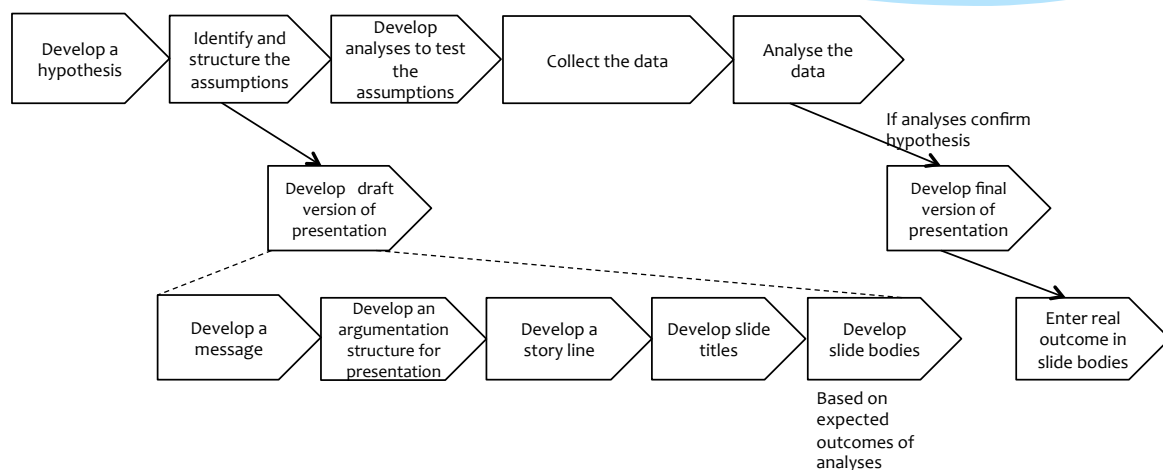 Develop a
hypothesis
Identify and
structure the
assumptions
Develop
analyses to test
the
assumptions
Collect the data
Analyse the
data
If analyses confirm
hypothesis
Develop draft
version of
presentation
Develop final
version of
presentation
Develop a
message
Develop an
argumentation
structure for
presentation
Develop a
story line
Develop slide
titles
Develop
slide bodies
Enter real
outcome in
slide bodies
Based on
expected
outcomes of
analyses